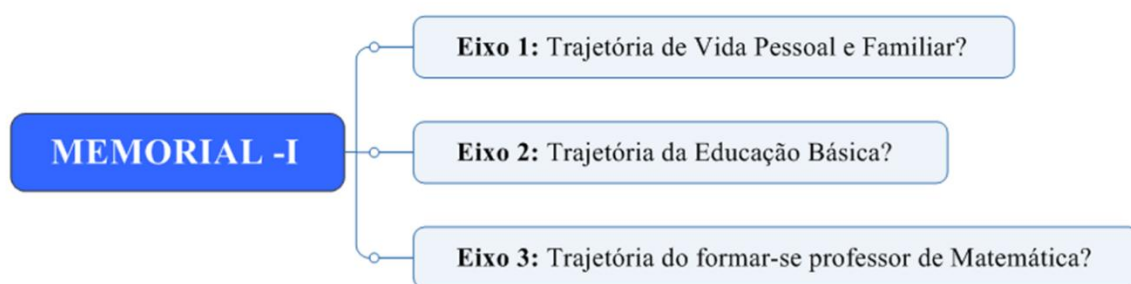 Eixo 1: Trajetória de Vida Pessoal e Familiar?
MEMORIAL -I
Eixo 2: Trajetória da Educação Básica?
Eixo 3: Trajetória do formar-se professor de Matemática?